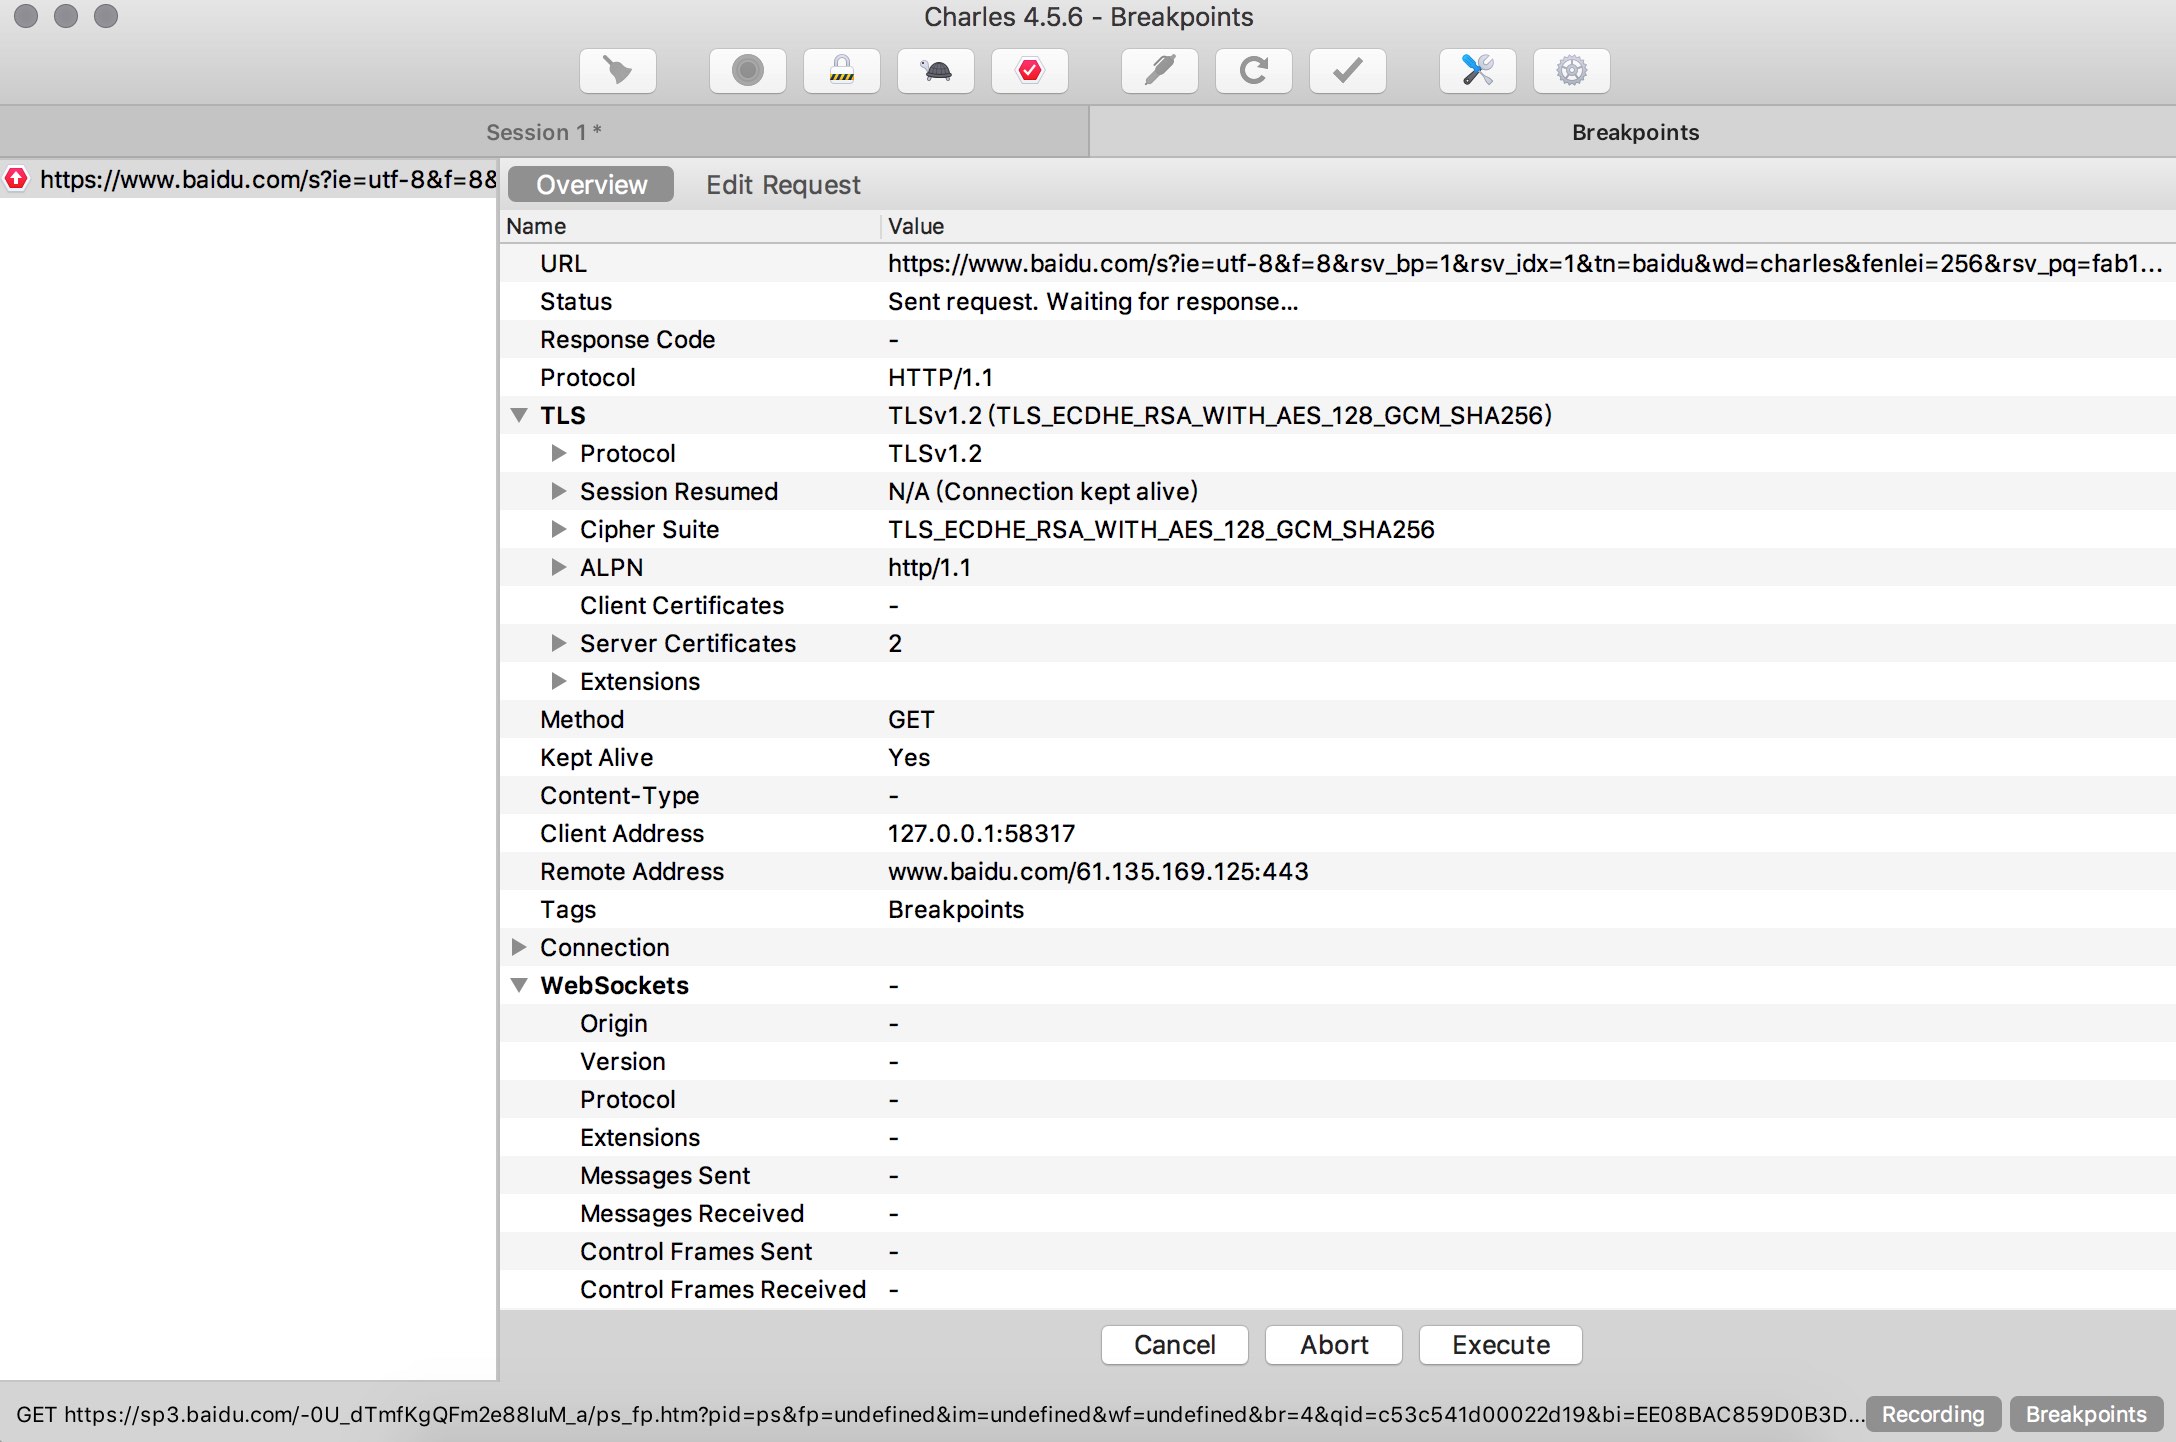 Charles 4.5.6 - Breakpoints
Session 1 *
Breakpoints
https://www.baidu.com/s?ie=utf-8&f=8&
Overview
Edit Request
Name Value
URL https://www.baidu.com/s?ie=utf-8&f=8&rsv_bp=1&rsv_idx=1&tn=baidu&wd=charles&fenlei=256&rsv_pq=fab1...
Status Sent request. Waiting for response...
Response Code -
Protocol HTTP/1.1
TLS TLSv1.2 (TLS_ECDHE_RSA_WITH_AES_128_GCM_SHA256)
Protocol TLSv1.2
Session Resumed N/A (Connection kept alive)
Cipher Suite TLS_ECDHE_RSA_WITH_AES_128_GCM_SHA256
ALPN http/1.1
Client Certificates -
Server Certificates 2
Extensions
Method GET
Kept Alive Yes
Content-Type -
Client Address 127.0.0.1:58317
Remote Address www.baidu.com/61.135.169.125:443
Tags Breakpoints
Connection
WebSockets -
Origin -
Version -
Protocol -
Extensions -
Messages Sent -
Messages Received -
Control Frames Sent -
Control Frames Received -
Cancel
Abort
Execute
GET https://sp3.baidu.com/-0U_dTmfKgQFm2e88IuM_a/ps_fp.htm?pid=ps&fp=undefined&im=undefined&wf=undefined&br=4&qid=c53c541d00022d19&bi=EE08BAC859D0B3D...
Recording
Breakpoints